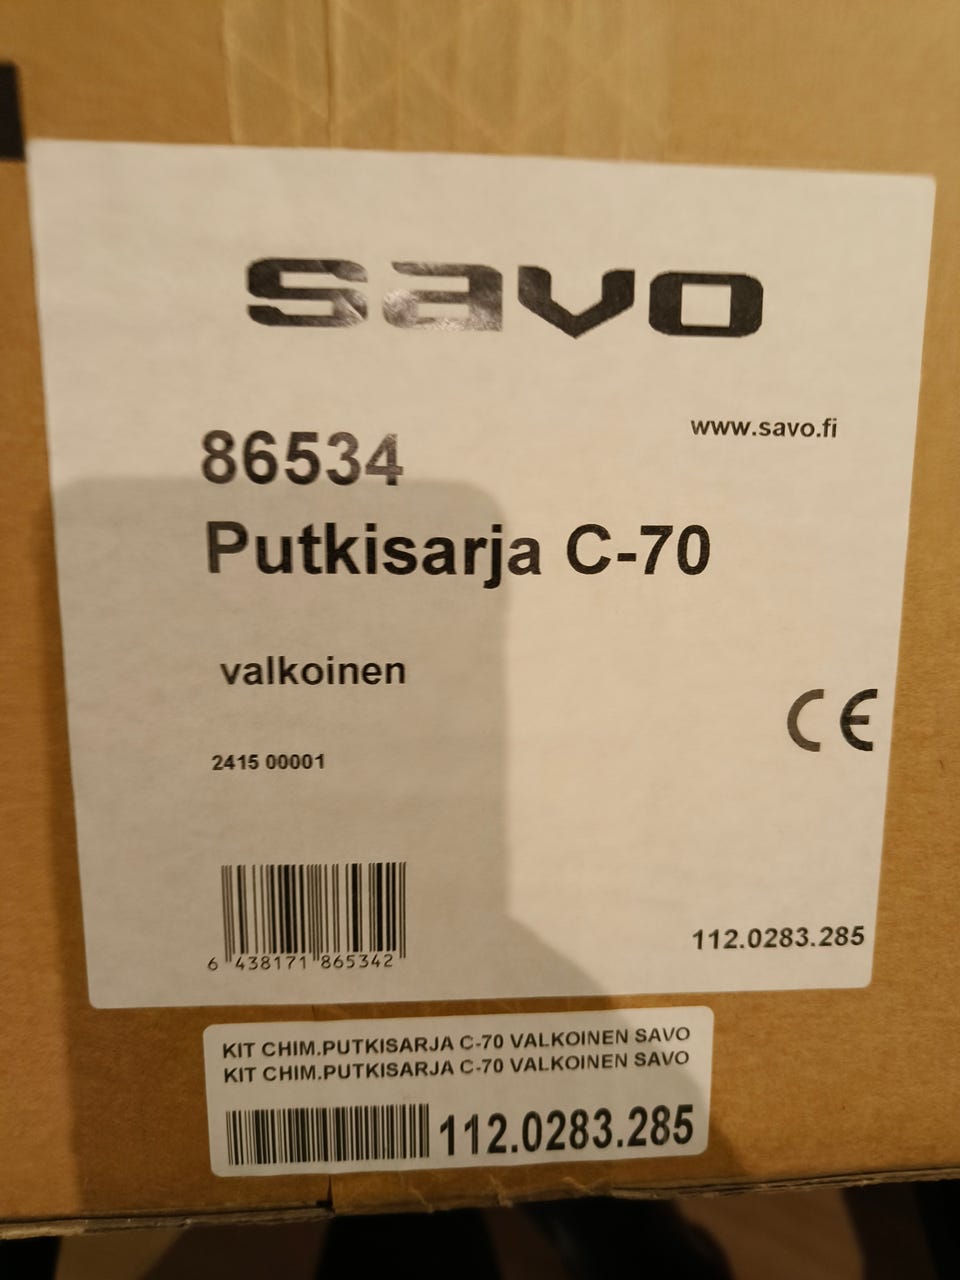 savo
www.savo.fi
86534
Putkisarja C-70
valkoinen
CE
2415 00001
6 438171 865342
112.0283.285
KIT CHIM.PUTKISARJA C-70 VALKOINEN SAVO
KIT CHIM.PUTKISARJA C-70 VALKOINEN SAVO
112.0283.285